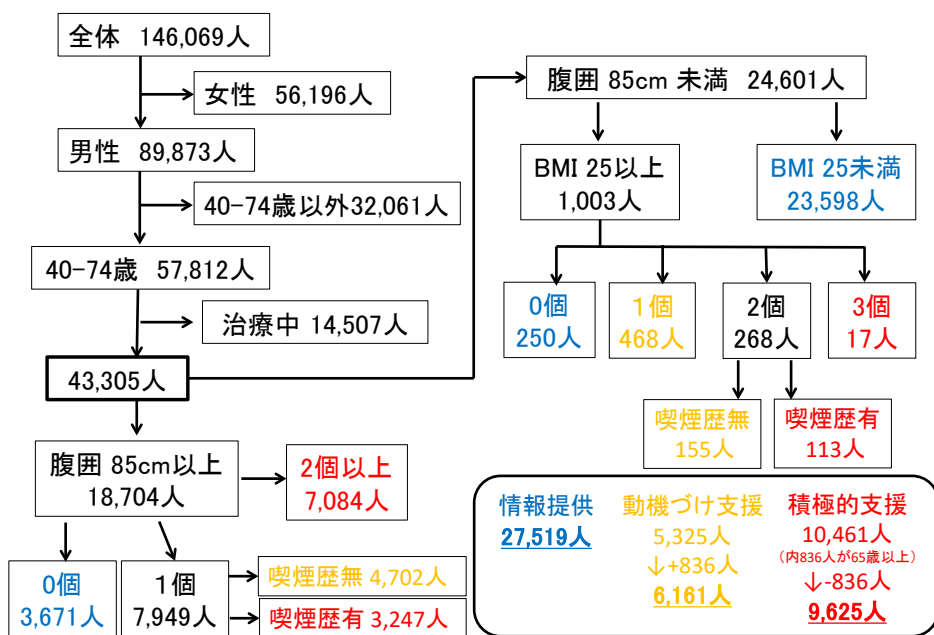 全体 146,069人
女性 56,196人
男性 89,873人
40-74歳以外32,061人
40-74歳 57,812人
治療中 14,507人
43,305人
腹囲 85cm以上
18,704人
2個以上
7,084人
0個
3,671人
1個
7,949人
喫煙歴無 4,702人
喫煙歴有 3,247人
腹囲 85cm 未満 24,601人
BMI 25以上
1,003人
BMI 25未満
23,598人
0個
250人
1個
468人
2個
268人
3個
17人
喫煙歴無
155人
喫煙歴有
113人
情報提供
27,519人
動機づけ支援
5,325人
↓+836人
6,161人
積極的支援
10,461人
(内836人が65歳以上)
↓-836人
9,625人